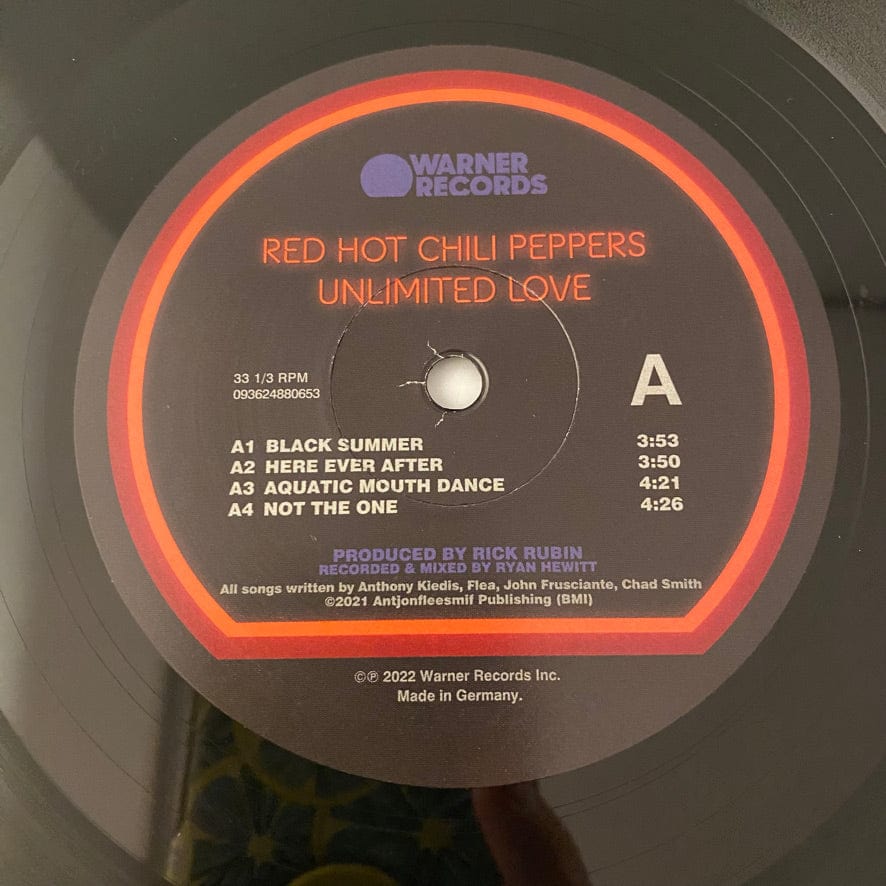 WARNER
RECORDS
RED HOT CHILI PEPPERS
UNLIMITED LOVE
33 1/3 RPM
093624880653
A
A1 BLACK SUMMER 3:53
A2 HERE EVER AFTER 3:50
A3 AQUATIC MOUTH DANCE 4:21
A4 NOT THE ONE 4:26
PRODUCED BY RICK RUBIN
RECORDED & MIXED BY RYAN HEWITT
All songs written by Anthony Kiedis, Flea, John Frusciante, Chad Smith
©2021 Antjonfleesmif Publishing (BMI)
©℗ 2022 Warner Records Inc.
Made in Germany.